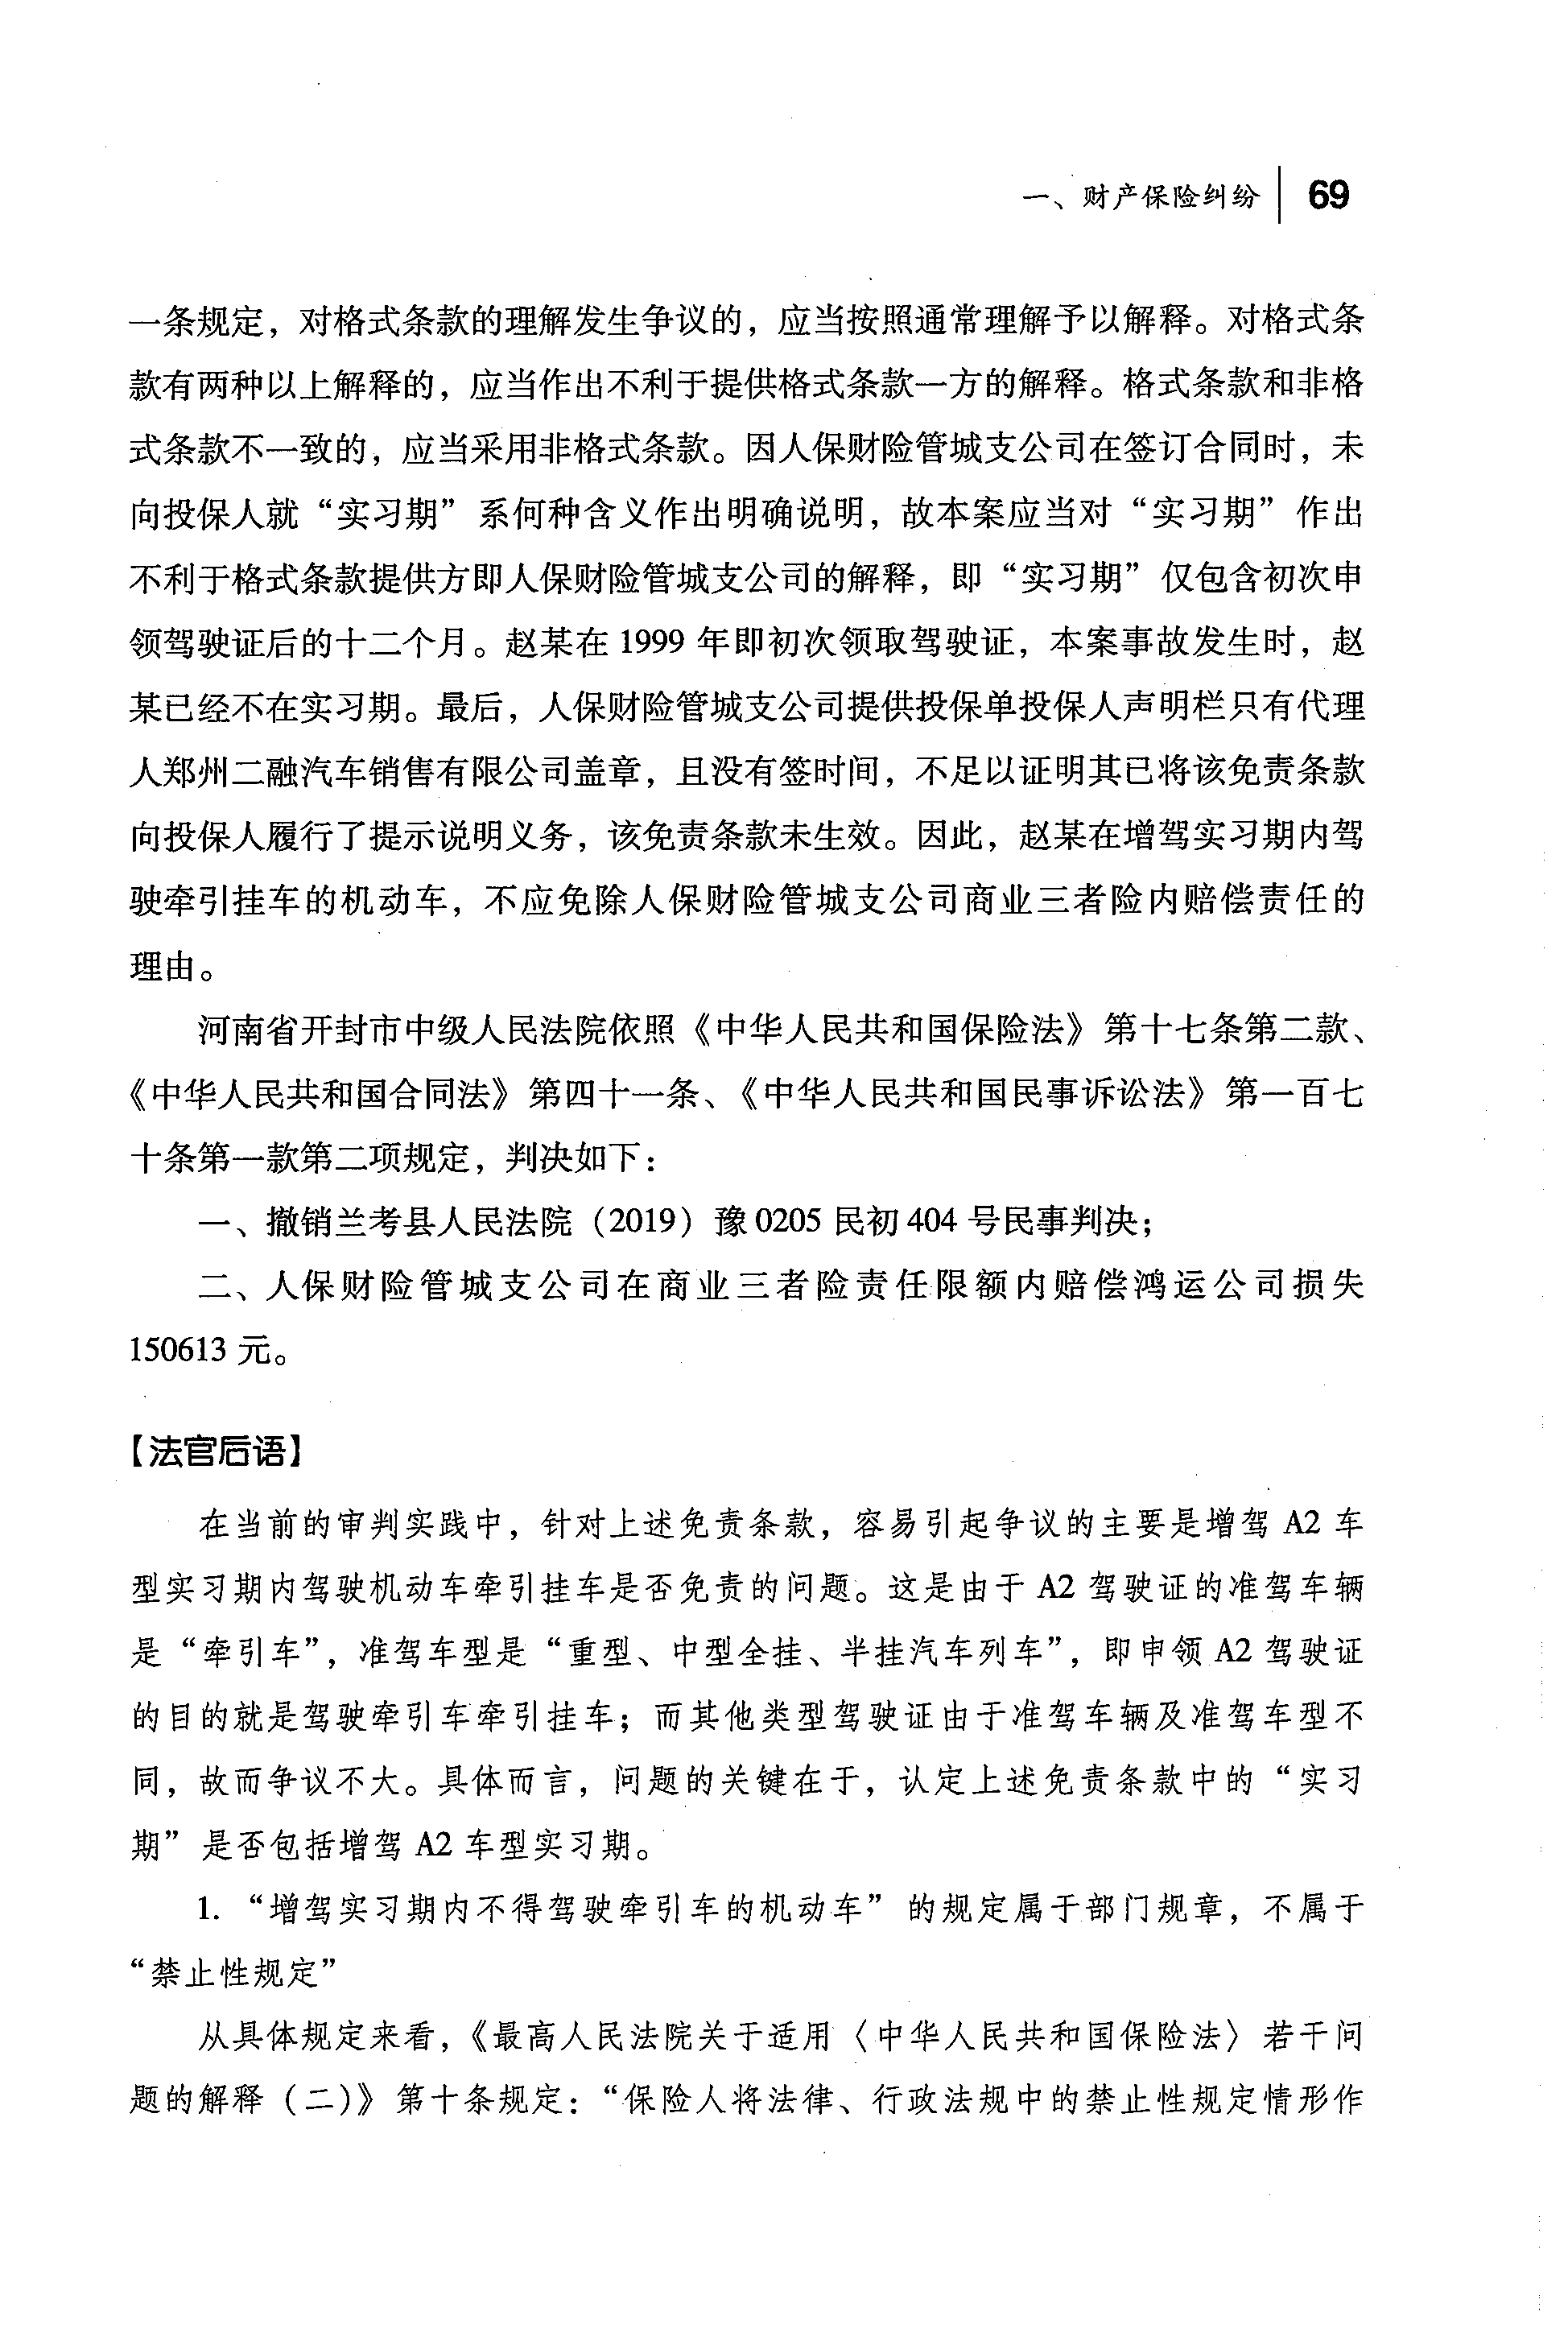 一、财产保险纠纷 69
一条规定，对格式条款的理解发生争议的，应当按照通常理解予以解释。对格式条
款有两种以上解释的，应当作出不利于提供格式条款一方的解释。格式条款和非格
式条款不一致的，应当采用非格式条款。因人保财险管城支公司在签订合同时，未
向投保人就“实习期”系何种含义作出明确说明，故本案应当对“实习期”作出
不利于格式条款提供方即人保财险管城支公司的解释，即“实习期”仅包含初次申
领驾驶证后的十二个月。赵某在 1999 年即初次领取驾驶证，本案事故发生时，赵
某已经不在实习期。最后，人保财险管城支公司提供投保单投保人声明栏只有代理
人郑州二融汽车销售有限公司盖章，且没有签时间，不足以证明其已将该免责条款
向投保人履行了提示说明义务，该免责条款未生效。因此，赵某在增驾实习期内驾
驶牵引挂车的机动车，不应免除人保财险管城支公司商业三者险内赔偿责任的
理由。
河南省开封市中级人民法院依照《中华人民共和国保险法》第十七条第二款、
《中华人民共和国合同法》第四十一条、《中华人民共和国民事诉讼法》第一百七
十条第一款第二项规定，判决如下：
一、撤销兰考县人民法院（2019）豫 0205 民初 404 号民事判决；
二、人保财险管城支公司在商业三者险责任限额内赔偿鸿运公司损失
150613 元。
【法官后语】
在当前的审判实践中，针对上述免责条款，容易引起争议的主要是增驾 A2 车
型实习期内驾驶机动车牵引挂车是否免责的问题。这是由于 A2 驾驶证的准驾车辆
是“牵引车”，准驾车型是“重型、中型全挂、半挂汽车列车”，即申领 A2 驾驶证
的目的就是驾驶牵引车牵引挂车；而其他类型驾驶证由于准驾车辆及准驾车型不
同，故而争议不大。具体而言，问题的关键在于，认定上述免责条款中的“实习
期”是否包括增驾 A2 车型实习期。
1. “增驾实习期内不得驾驶牵引车的机动车”的规定属于部门规章，不属于
“禁止性规定”
从具体规定来看，《最高人民法院关于适用〈中华人民共和国保险法〉若干问
题的解释（二）》第十条规定：“保险人将法律、行政法规中的禁止性规定情形作